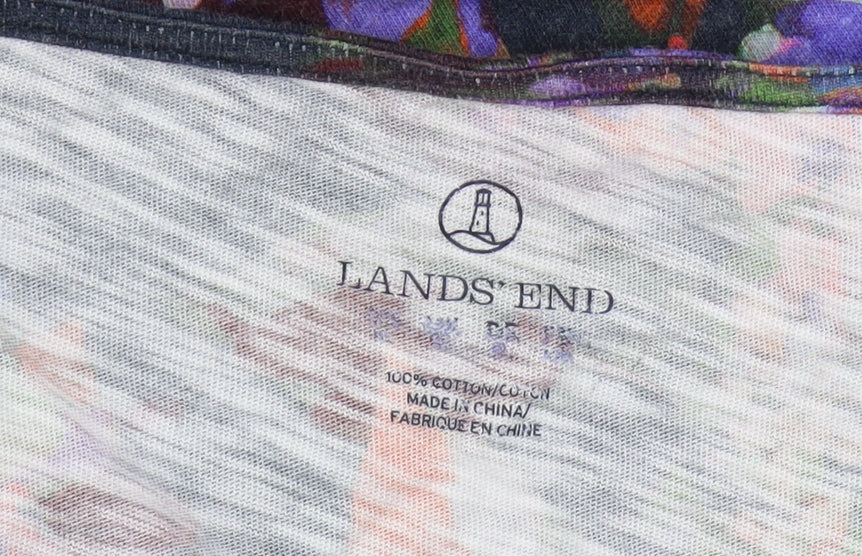 LANDS' END
100% COTTON/COTON
MADE IN CHINA/
FABRIQUE EN CHINE